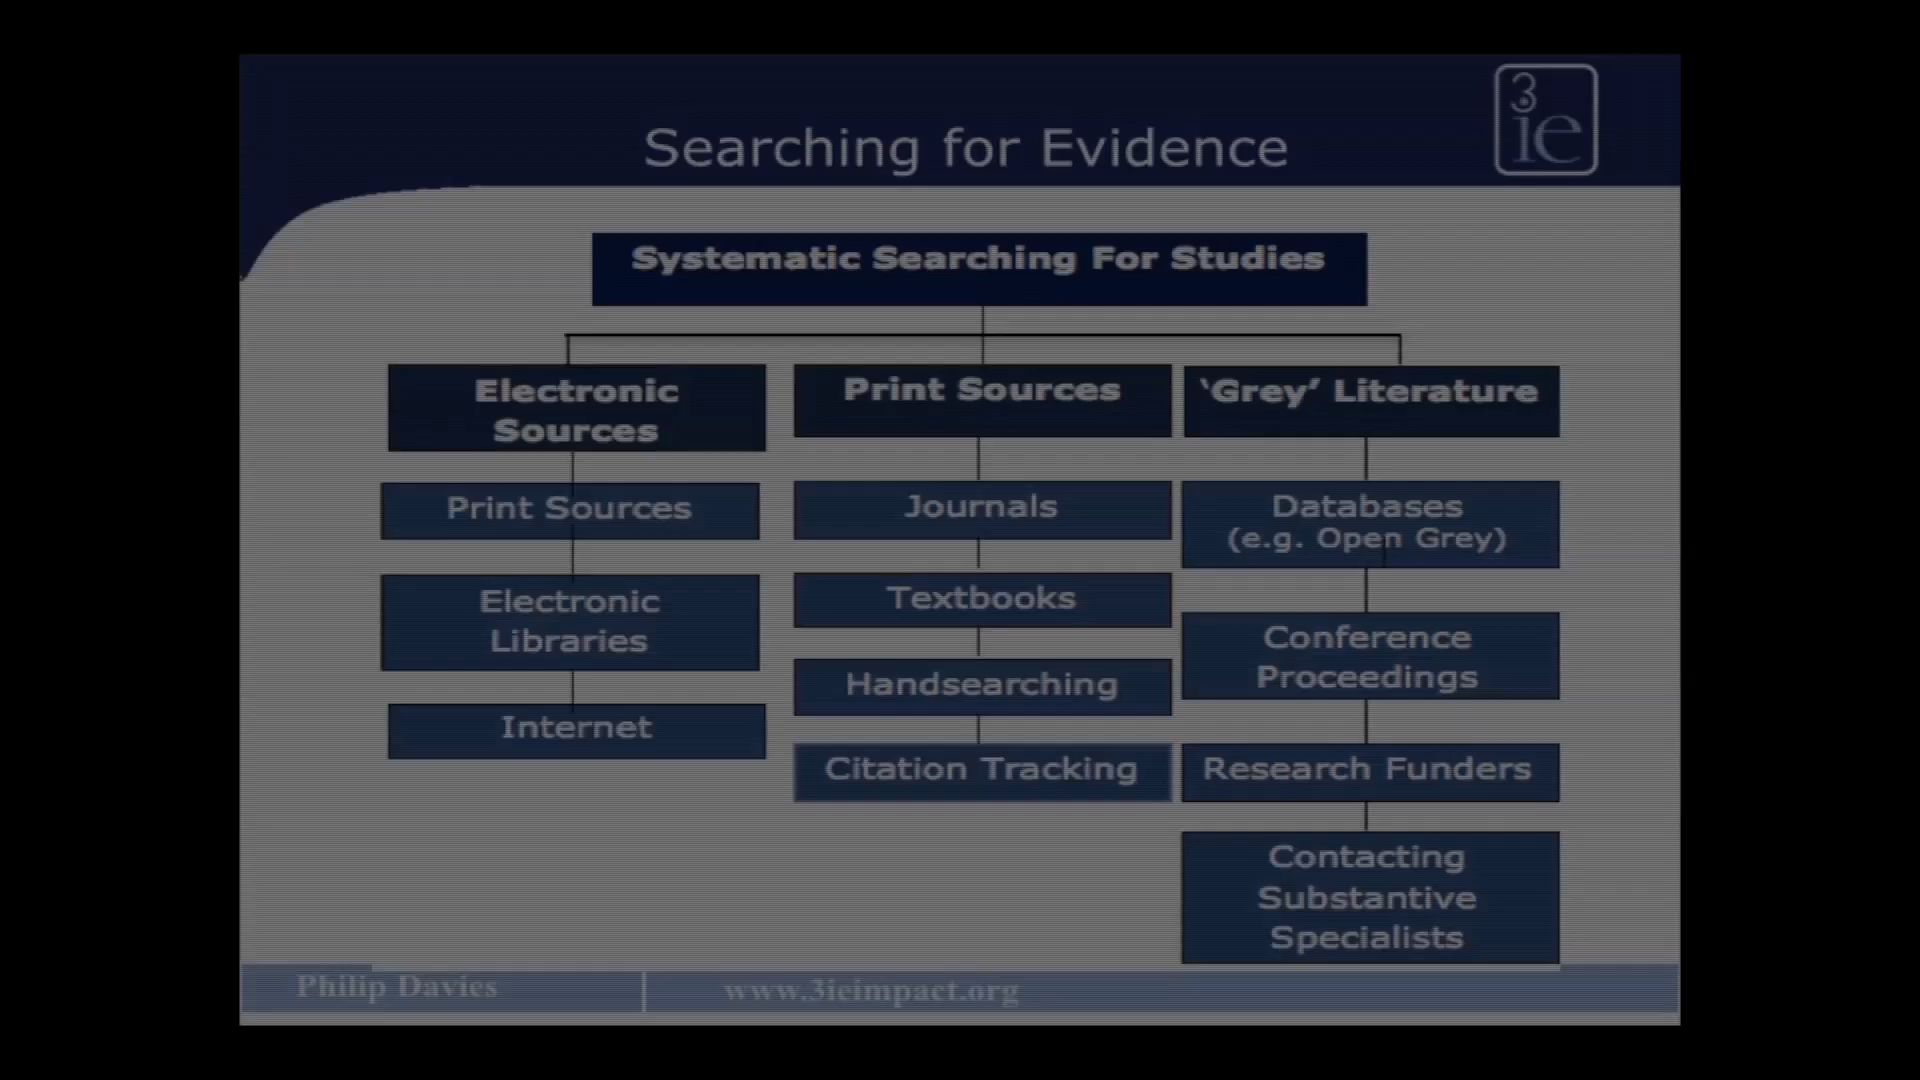 3
ie
Searching for Evidence
Systematic Searching For Studies
Electronic
Sources
Print Sources
Electronic
Libraries
Internet
Print Sources
Journals
Textbooks
Handsearching
Citation Tracking
‘Grey’ Literature
Databases
(e.g. Open Grey)
Conference
Proceedings
Research Funders
Contacting
Substantive
Specialists
Philip Davies
www.3ieimpact.org